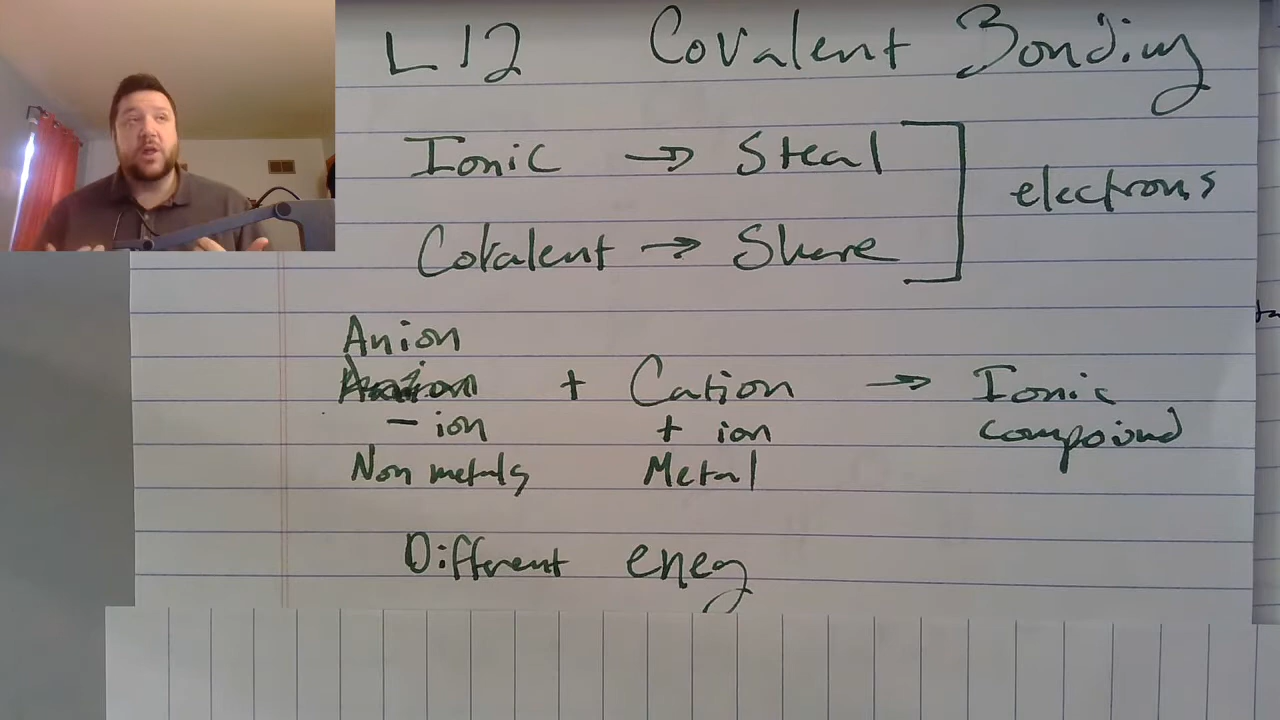 L12 Covalent Bonding
Ionic → Steal
electrons
Covalent → Share
Anion
+ Cation → Ionic
- ion + ion compound
Non metals Metal
Different eneg